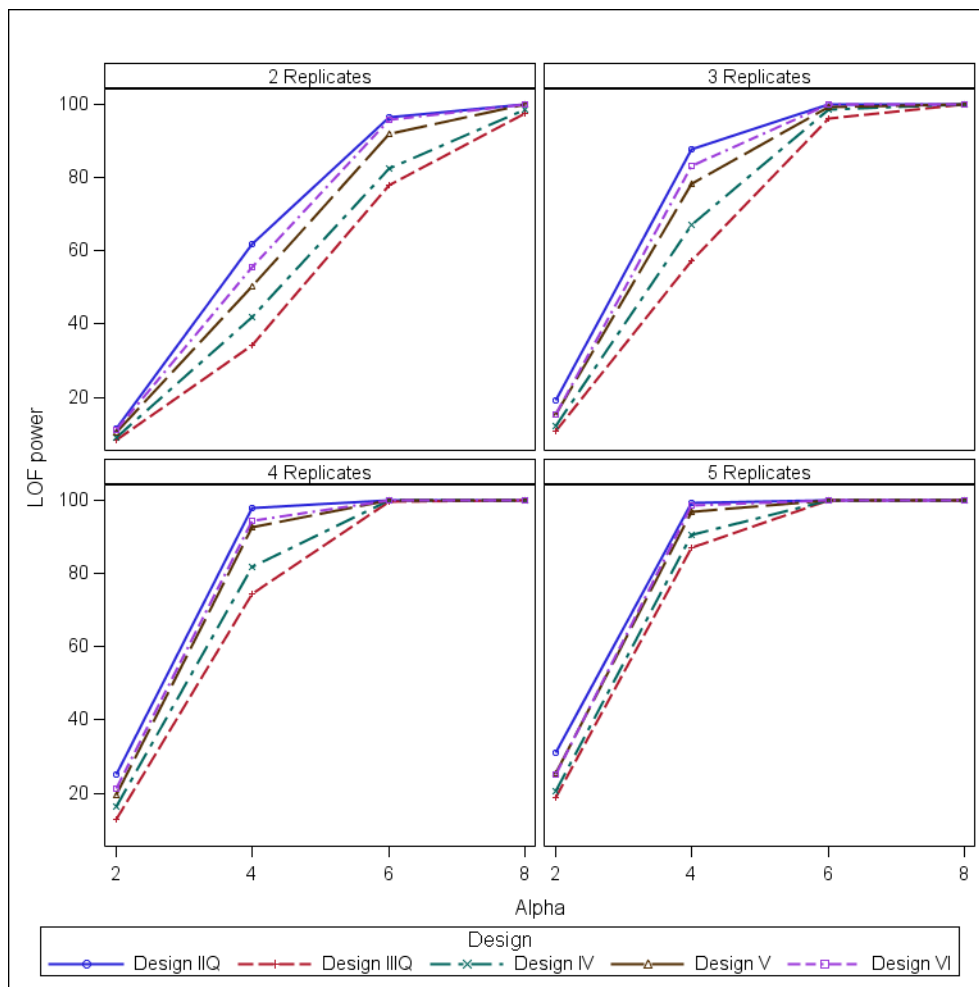 2 Replicates
3 Replicates
100
80
60
40
20
LOF power
4 Replicates
5 Replicates
100
80
60
40
20
2
4
6
8
2
4
6
8
Alpha
Design
Design IIQ
Design IIIQ
Design IV
Design V
Design VI